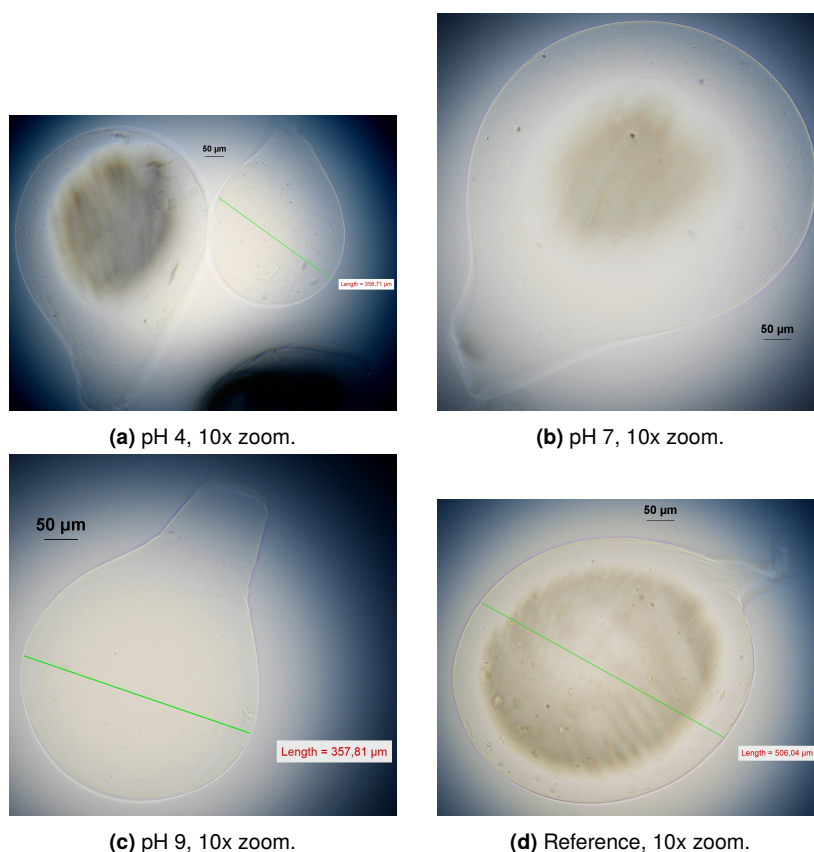 50 µm
Length = 356,71 µm
50 µm
(a) pH 4, 10x zoom.
(b) pH 7, 10x zoom.
50 µm
Length = 357,81 µm
50 µm
Length = 506,04 µm
(c) pH 9, 10x zoom.
(d) Reference, 10x zoom.